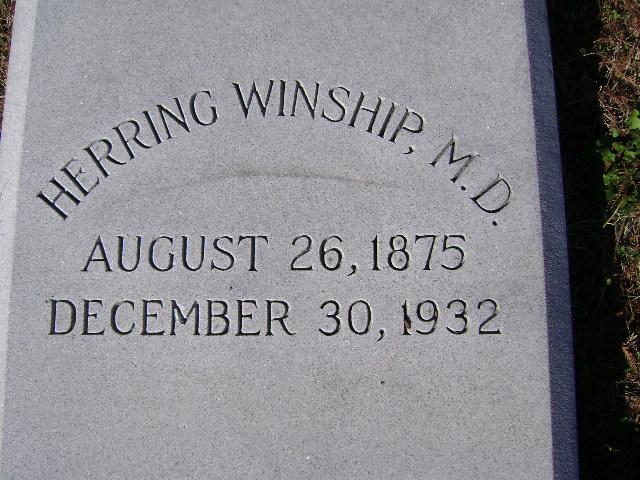 HERRING WINSHIP, M.D.
AUGUST 26, 1875
DECEMBER 30, 1932